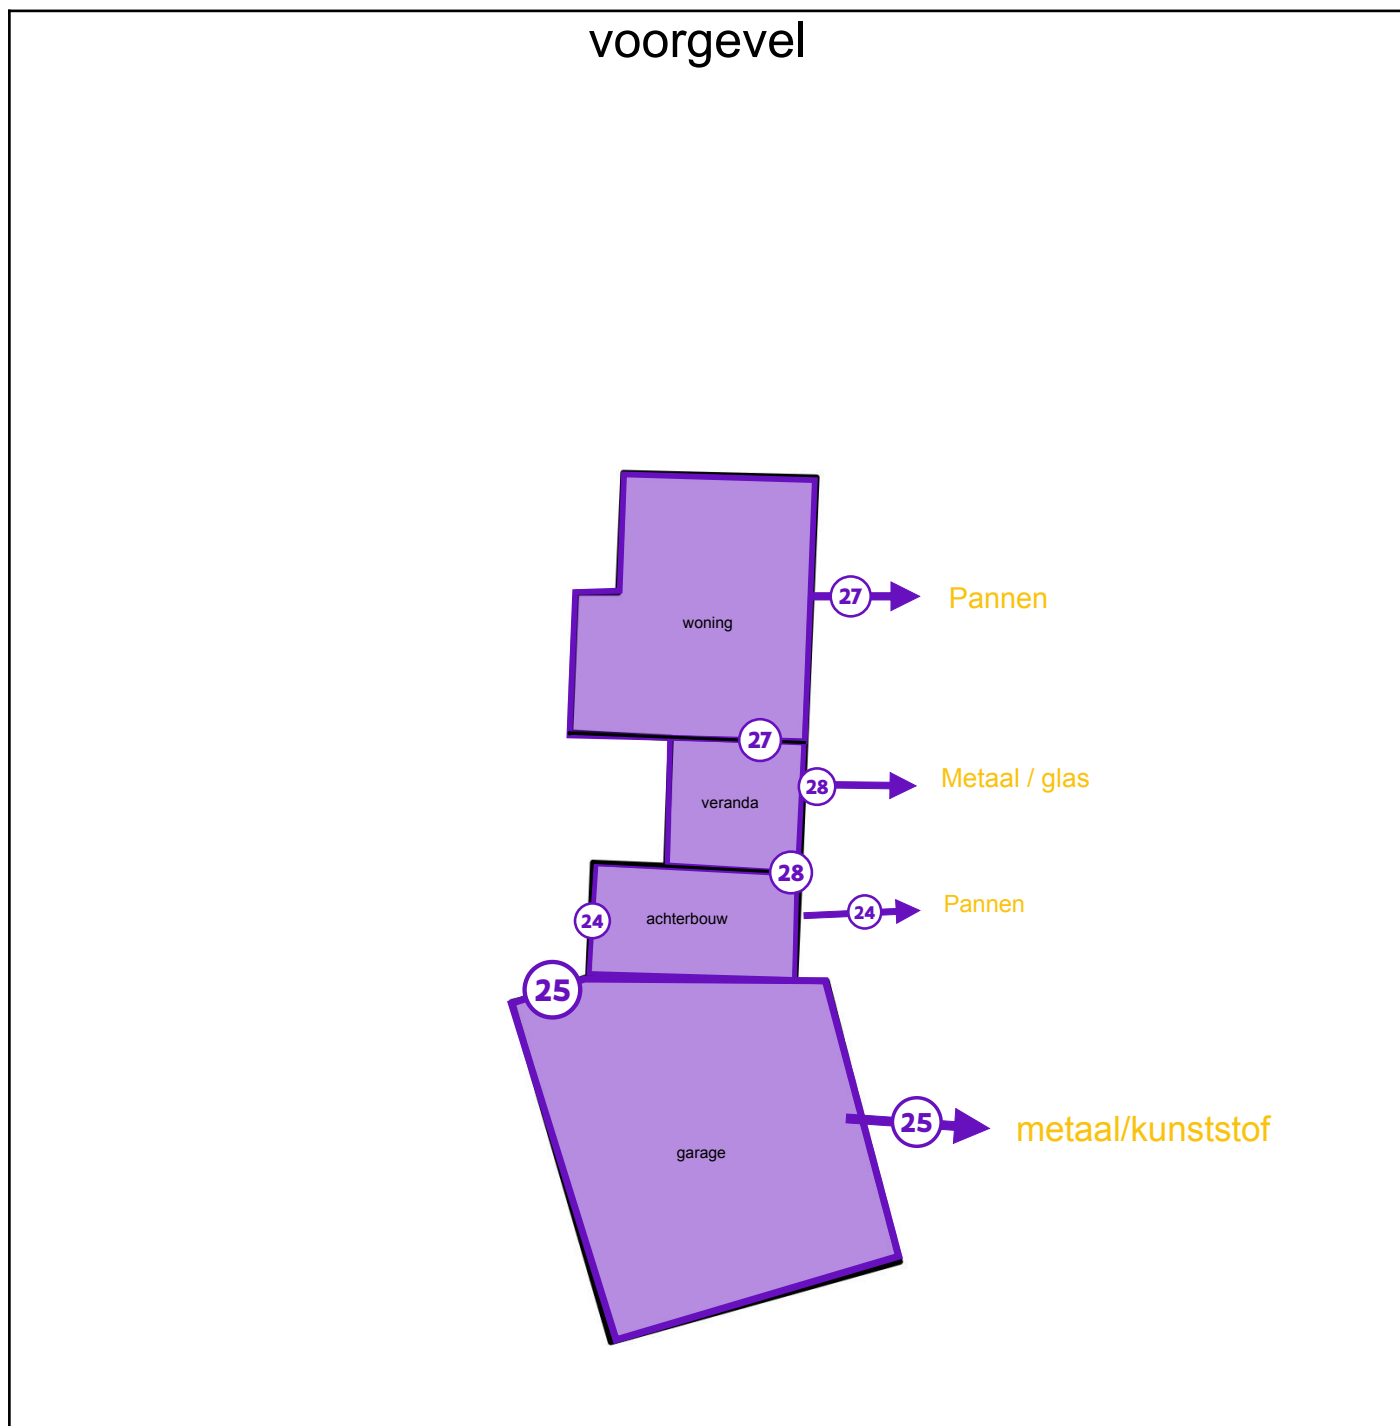 voorgevel
27
Pannen
woning
27
28
Metaal / glas
veranda
28
24
achterbouw
24
Pannen
25
25
metaal/kunststof
garage